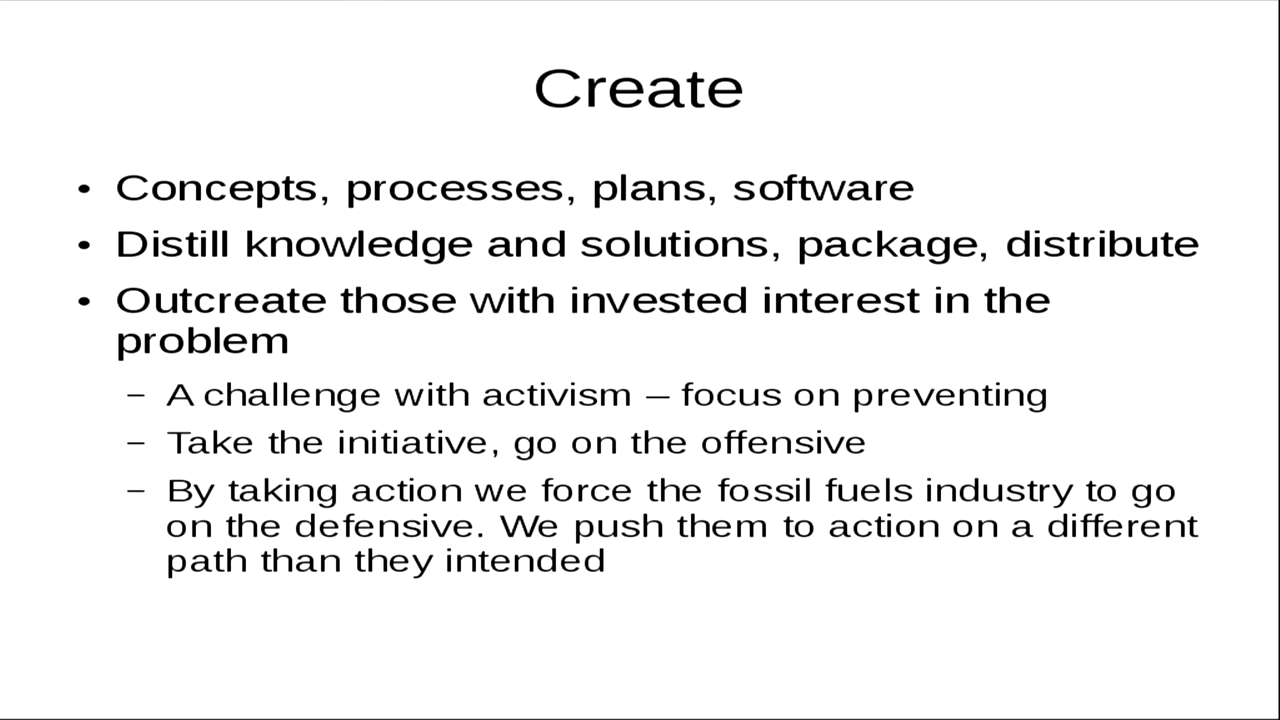 Create
• Concepts, processes, plans, software
• Distill knowledge and solutions, package, distribute
• Outcreate those with invested interest in the
problem
– A challenge with activism – focus on preventing
– Take the initiative, go on the offensive
– By taking action we force the fossil fuels industry to go
on the defensive. We push them to action on a different
path than they intended